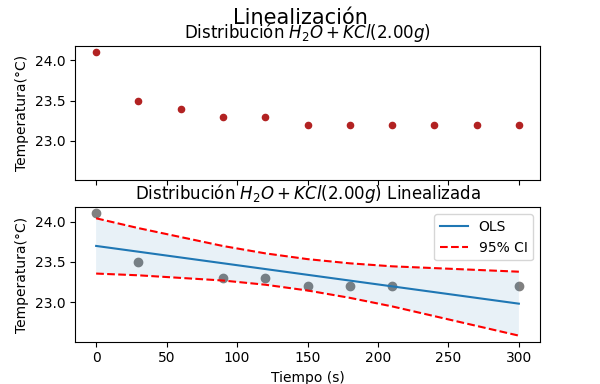 Linealización
Distribución H₂O + KCl(2.00g)
Temperatura(°C)
24.0
23.5
23.0
Distribución H₂O + KCl(2.00g) Linealizada
Temperatura(°C)
24.0
23.5
23.0
OLS
95% CI
0 50 100 150 200 250 300
Tiempo (s)